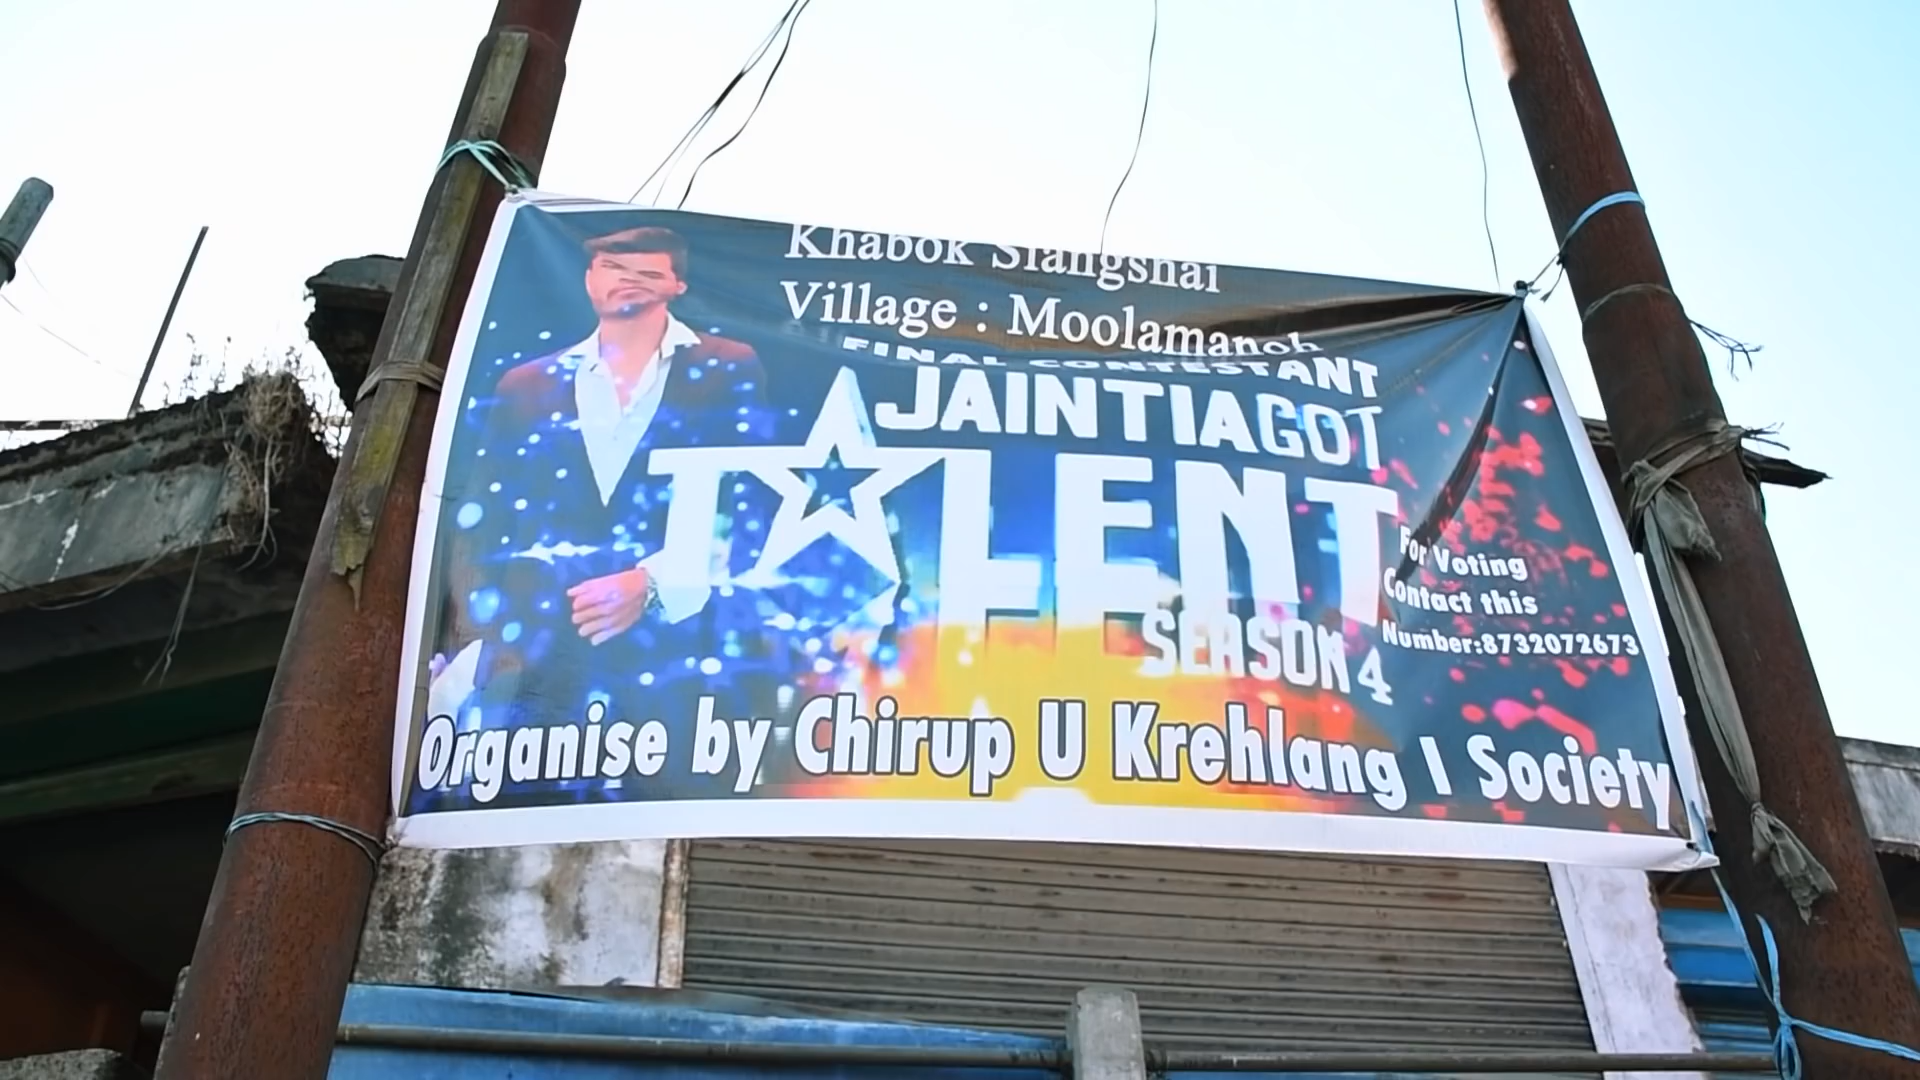 Khabok Siangshai
Village : Moolamanoh
FINAL CONTESTANT
JAINTIA GOT
TALENT
SEASON 4
For Voting
Contact this
Number:8732072673
Organise by Chirup U Krehlang I Society